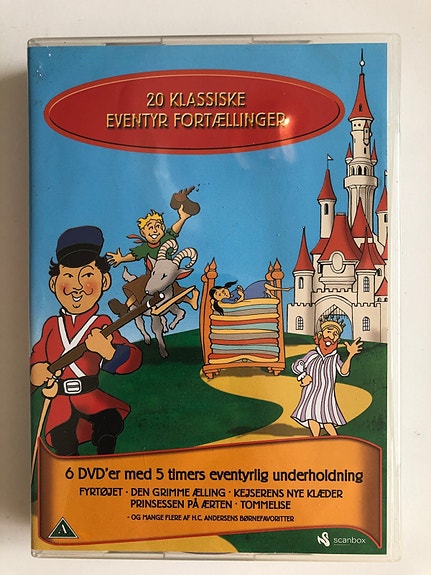 20 KLASSISKE
EVENTYR FORTÆLLINGER
6 DVD'er med 5 timers eventyrlig underholdning
FYRTØJET · DEN GRIMME ÆLLING · KEJSERENS NYE KLÆDER
PRINSESSEN PÅ ÆRTEN · TOMMELISE
· OG MANGE FLERE AF H.C. ANDERSENS BØRNEFAVORITTER
A
scanbox